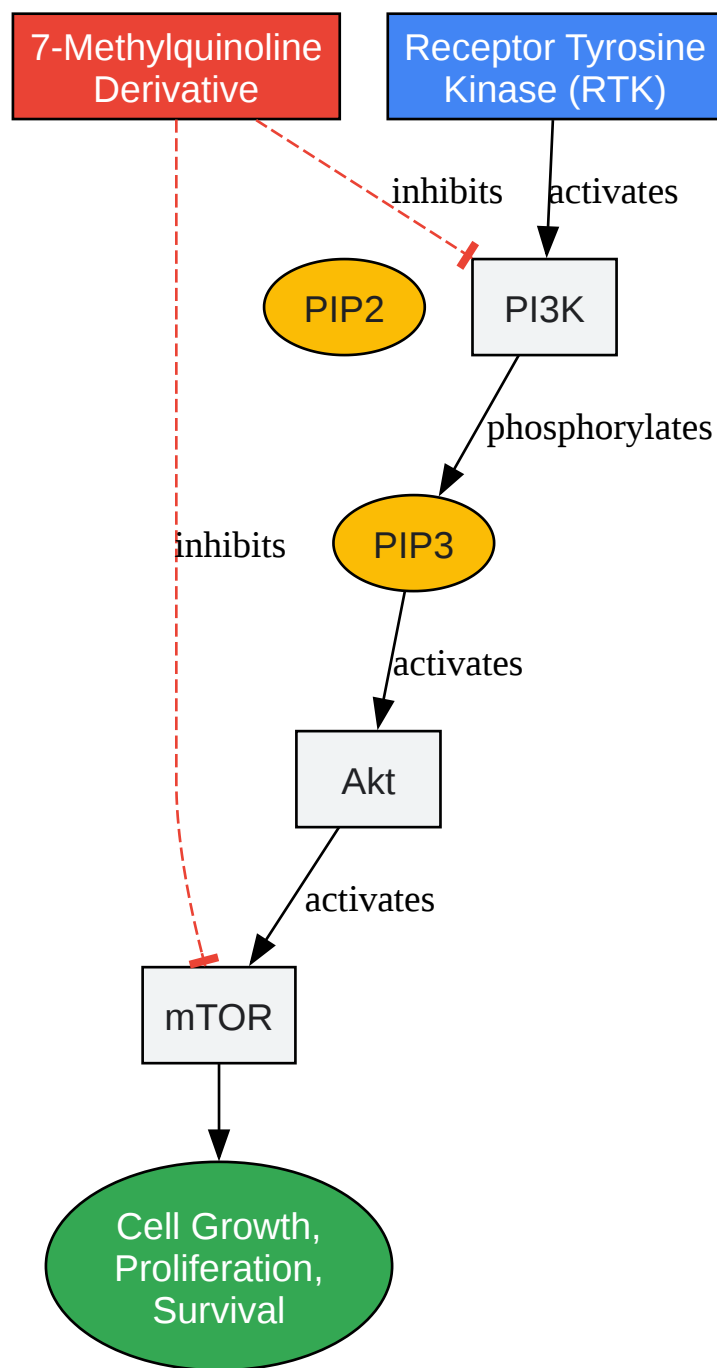 7-Methylquinoline
Derivative
Receptor Tyrosine
Kinase (RTK)
inhibits
activates
PIP2
PI3K
phosphorylates
PIP3
inhibits
activates
Akt
activates
mTOR
Cell Growth,
Proliferation,
Survival